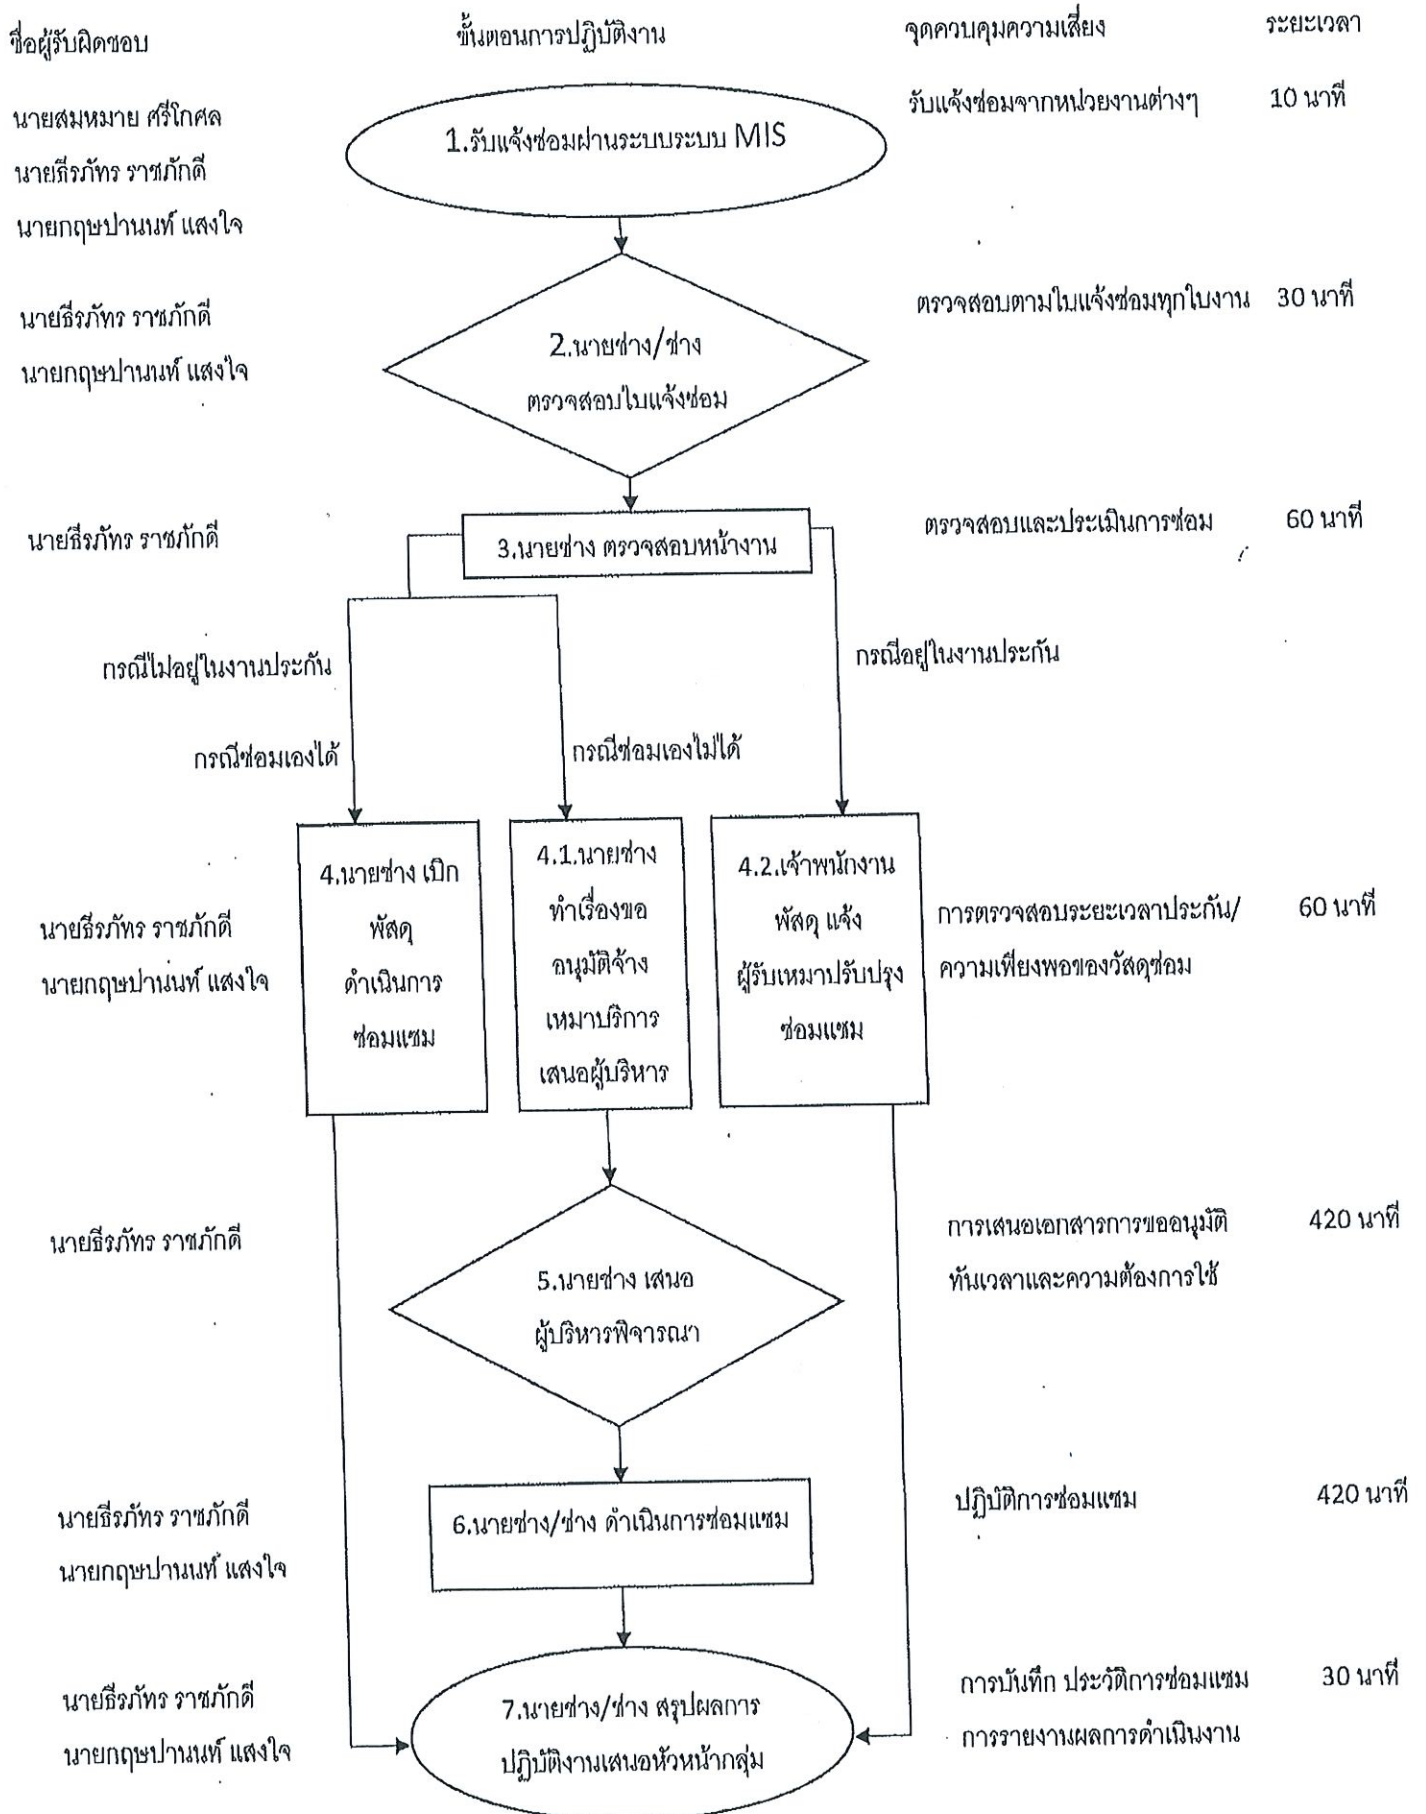 ชื่อผู้รับผิดชอบ ขั้นตอนการปฏิบัติงาน จุดควบคุมความเสี่ยง ระยะเวลา
นายสมหมาย ศรีโกศล
นายธีรภัทร ราชภักดี
นายกฤษปานนท์ แสงใจ
1.รับแจ้งซ่อมผ่านระบบระบบ MIS
รับแจ้งซ่อมจากหน่วยงานต่างๆ 10 นาที
นายธีรภัทร ราชภักดี
นายกฤษปานนท์ แสงใจ
2.นายช่าง/ช่าง
ตรวจสอบใบแจ้งซ่อม
ตรวจสอบตามใบแจ้งซ่อมทุกใบงาน 30 นาที
นายธีรภัทร ราชภักดี
3.นายช่าง ตรวจสอบหน้างาน
ตรวจสอบและประเมินการซ่อม 60 นาที
กรณีไม่อยู่ในงานประกัน
กรณีอยู่ในงานประกัน
กรณีซ่อมเองได้
กรณีซ่อมเองไม่ได้
นายธีรภัทร ราชภักดี
นายกฤษปานนท์ แสงใจ
4.นายช่าง เบิก
พัสดุ
ดำเนินการ
ซ่อมแซม
4.1.นายช่าง
ทำเรื่องขอ
อนุมัติจ้าง
เหมาบริการ
เสนอผู้บริหาร
4.2.เจ้าพนักงาน
พัสดุ แจ้ง
ผู้รับเหมาปรับปรุง
ซ่อมแซม
การตรวจสอบระยะเวลาประกัน/ 60 นาที
ความเพียงพอของวัสดุซ่อม
นายธีรภัทร ราชภักดี
5.นายช่าง เสนอ
ผู้บริหารพิจารณา
การเสนอเอกสารการขออนุมัติ 420 นาที
ทันเวลาและความต้องการใช้
นายธีรภัทร ราชภักดี
นายกฤษปานนท์ แสงใจ
6.นายช่าง/ช่าง ดำเนินการซ่อมแซม
ปฏิบัติการซ่อมแซม 420 นาที
นายธีรภัทร ราชภักดี
นายกฤษปานนท์ แสงใจ
7.นายช่าง/ช่าง สรุปผลการ
ปฏิบัติงานเสนอหัวหน้ากลุ่ม
การบันทึก ประวัติการซ่อมแซม 30 นาที
การรายงานผลการดำเนินงาน